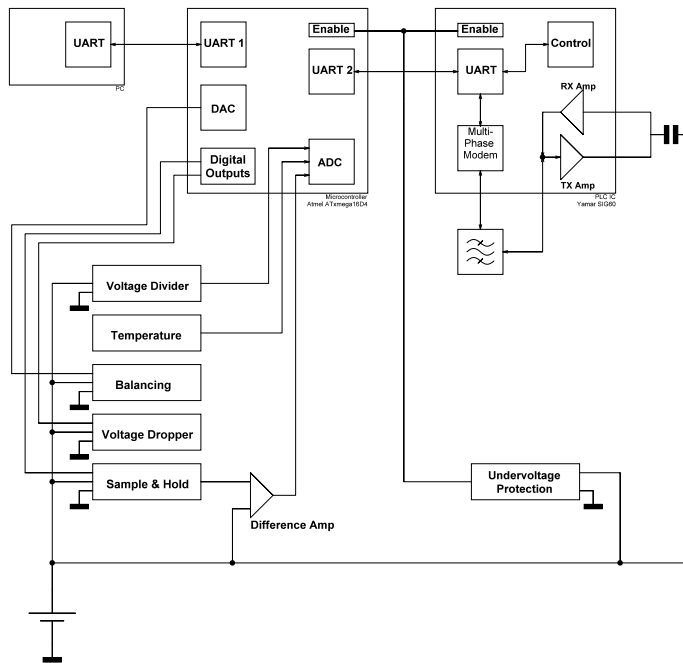 Enable
Enable
UART
UART 1
UART
Control
UART 2
RX Amp
DAC
PC
Multi-
Phase
Modem
Digital
Outputs
ADC
TX Amp
Microcontroller
Atmel ATxmega16D4
PLC IC
Yamar SIG60
Voltage Divider
Temperature
Balancing
Voltage Dropper
Sample & Hold
Undervoltage
Protection
Difference Amp